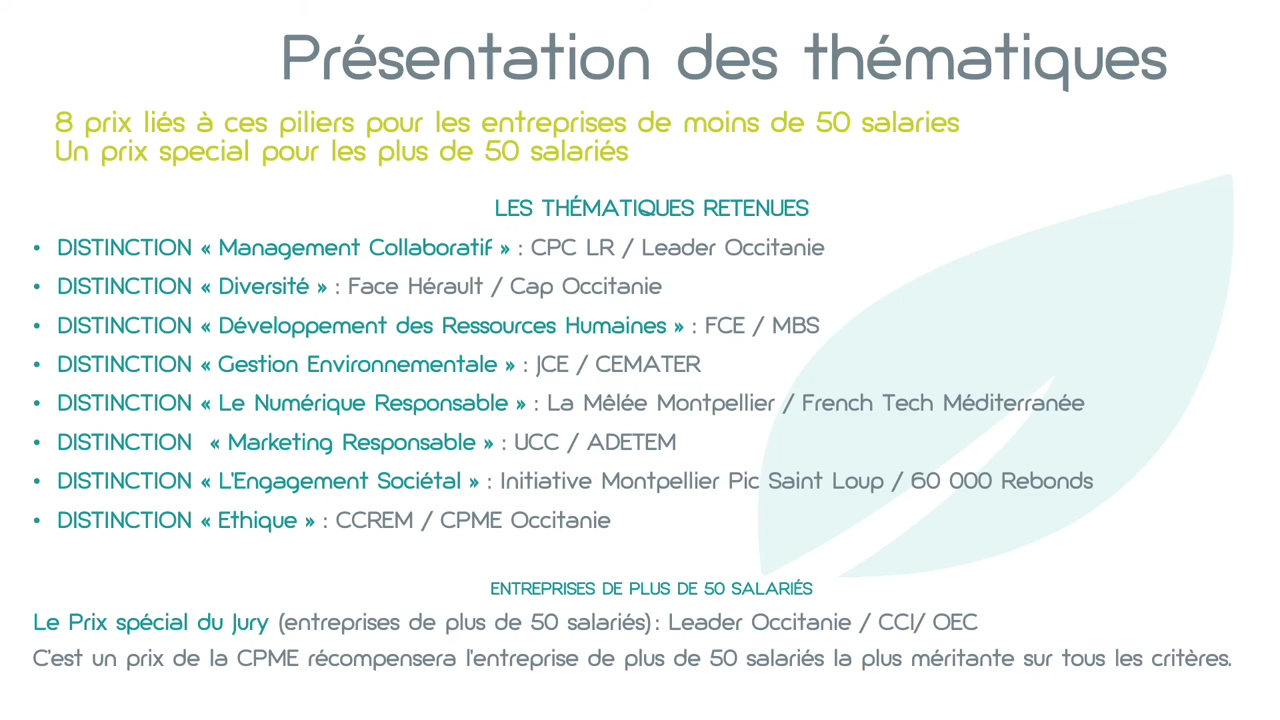 Présentation des thématiques
8 prix liés à ces piliers pour les entreprises de moins de 50 salaries
Un prix special pour les plus de 50 salariés
LES THÉMATIQUES RETENUES
• DISTINCTION « Management Collaboratif » : CPC LR / Leader Occitanie
• DISTINCTION « Diversité » : Face Hérault / Cap Occitanie
• DISTINCTION « Développement des Ressources Humaines » : FCE / MBS
• DISTINCTION « Gestion Environnementale » : JCE / CEMATER
• DISTINCTION « Le Numérique Responsable » : La Mêlée Montpellier / French Tech Méditerranée
• DISTINCTION « Marketing Responsable » : UCC / ADETEM
• DISTINCTION « L'Engagement Sociétal » : Initiative Montpellier Pic Saint Loup / 60 000 Rebonds
• DISTINCTION « Ethique » : CCREM / CPME Occitanie
ENTREPRISES DE PLUS DE 50 SALARIÉS
Le Prix spécial du Jury (entreprises de plus de 50 salariés): Leader Occitanie / CCI/ OEC
C'est un prix de la CPME récompensera l'entreprise de plus de 50 salariés la plus méritante sur tous les critères.